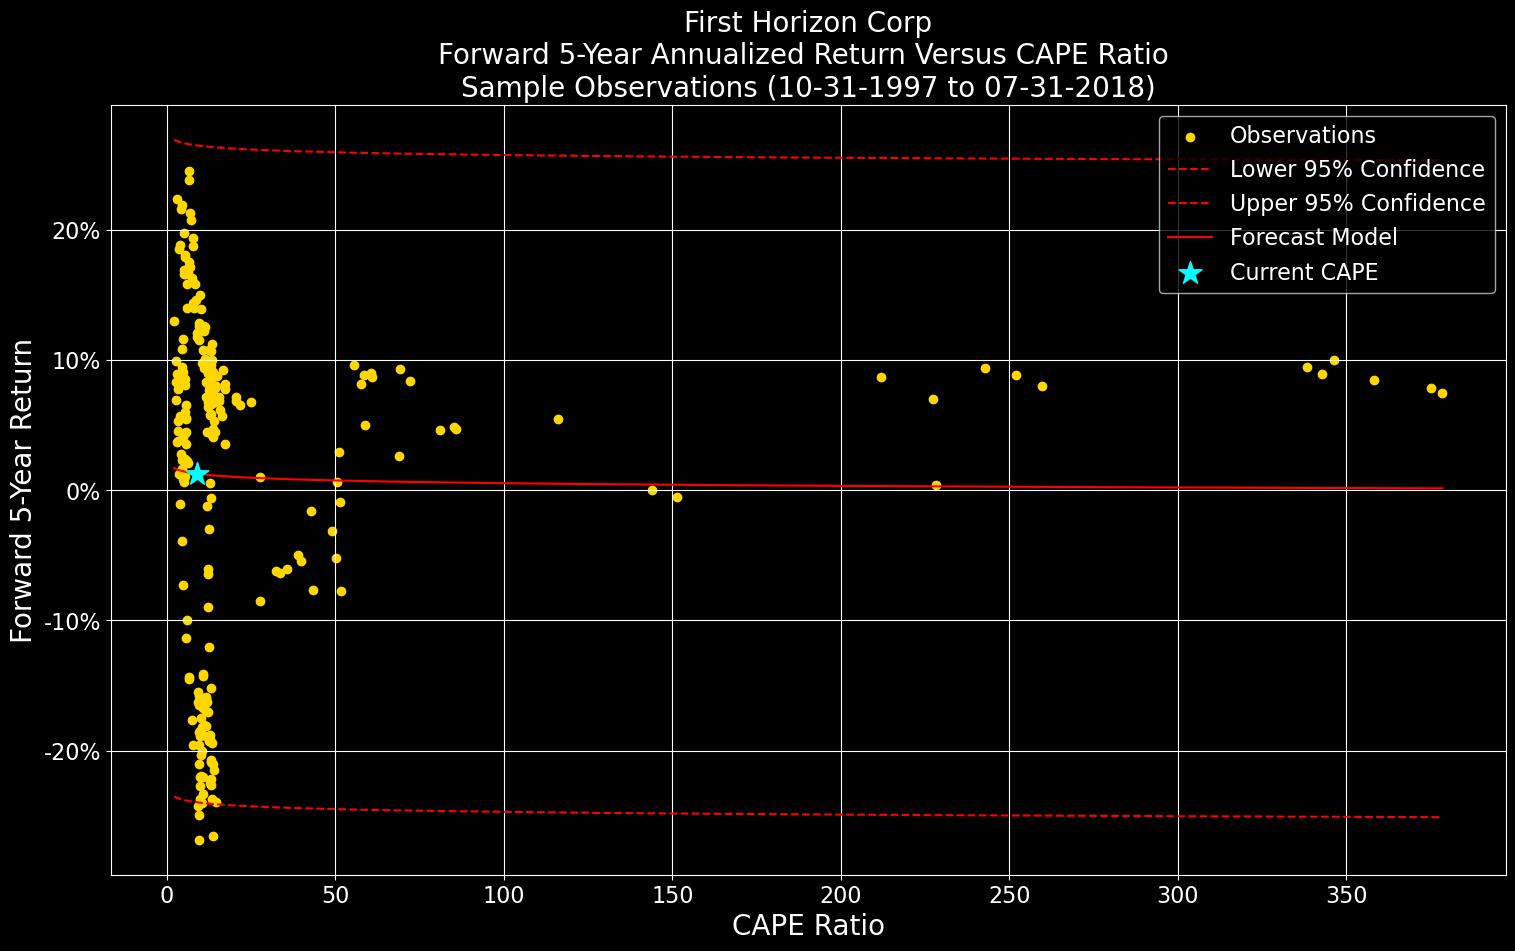 First Horizon Corp
Forward 5-Year Annualized Return Versus CAPE Ratio
Sample Observations (10-31-1997 to 07-31-2018)
Observations
Lower 95% Confidence
Upper 95% Confidence
Forecast Model
Current CAPE
Forward 5-Year Return
20%
10%
0%
-10%
-20%
0
50
100
150
200
250
300
350
CAPE Ratio